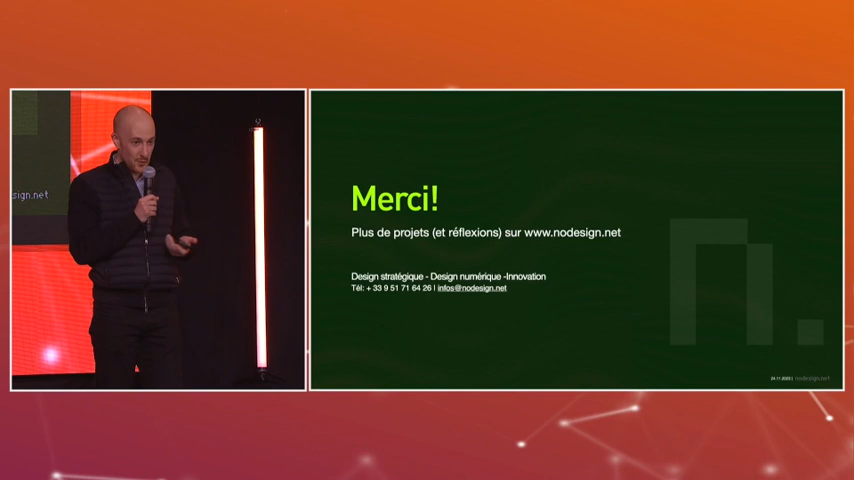 sign.net
Merci!
Plus de projets (et réflexions) sur www.nodesign.net
Design stratégique - Design numérique -Innovation
Tél: + 33 9 51 71 64 26 | infos@nodesign.net
n.
nodesign.net